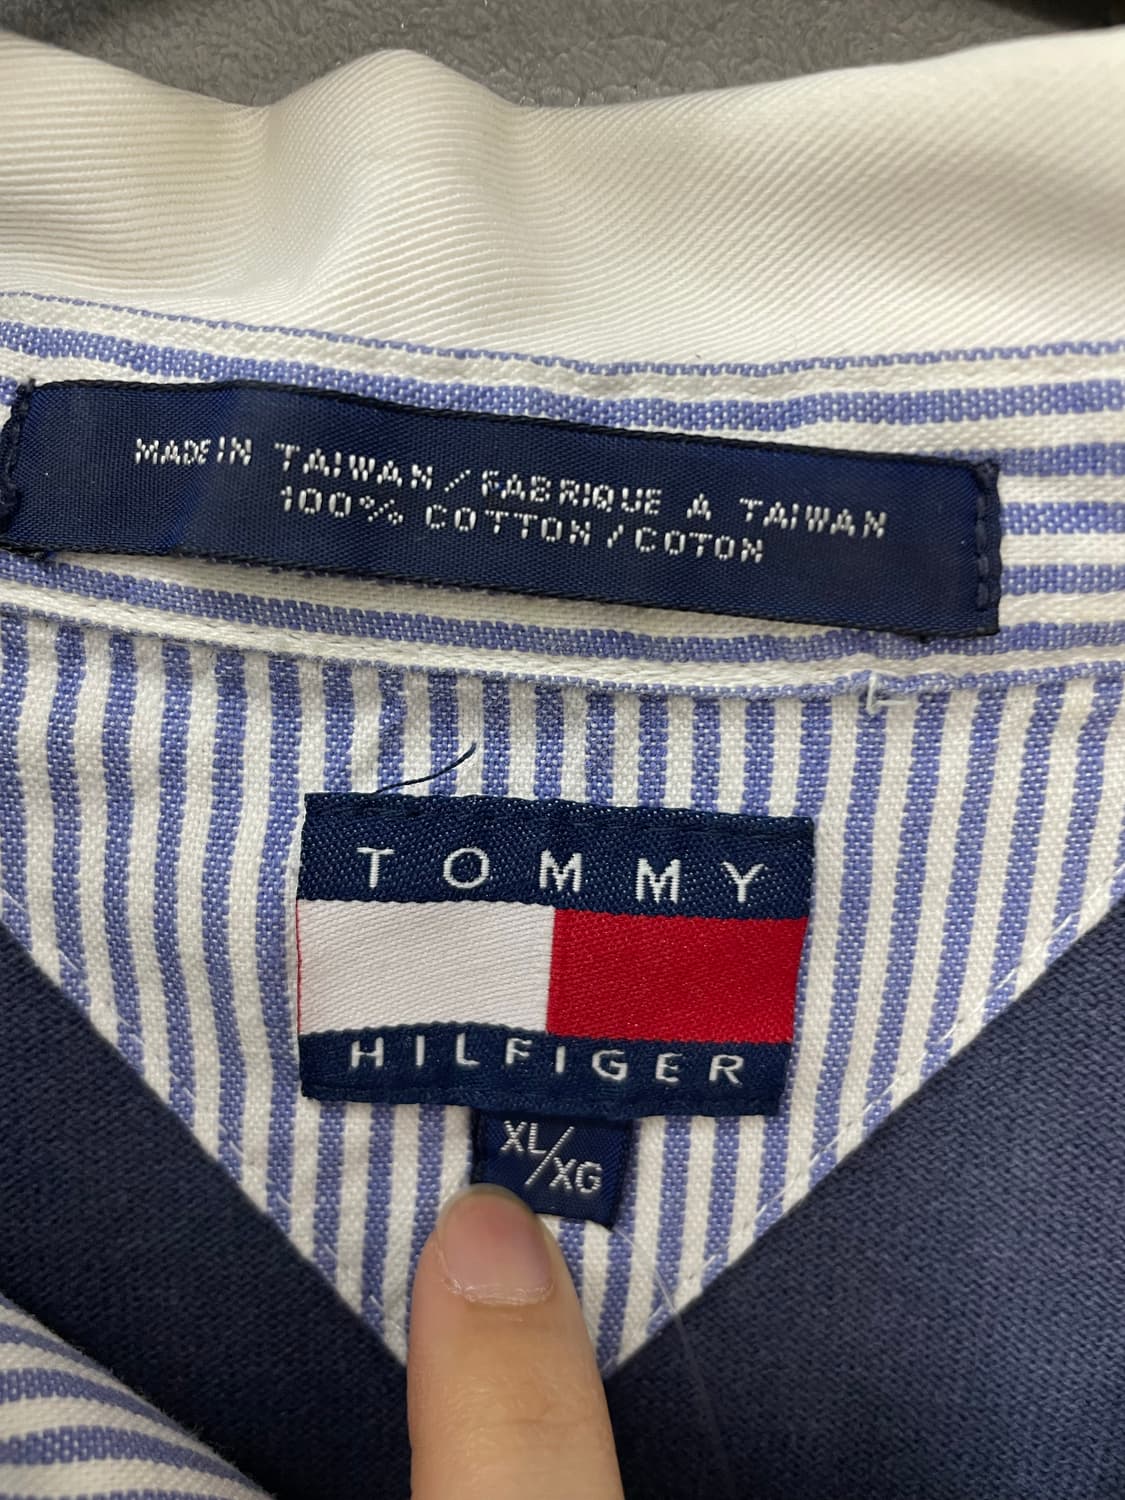 MADE IN TAIWAN / FABRIQUE A TAIWAN
100% COTTON / COTON
TOMMY
HILFIGER
XL/XG